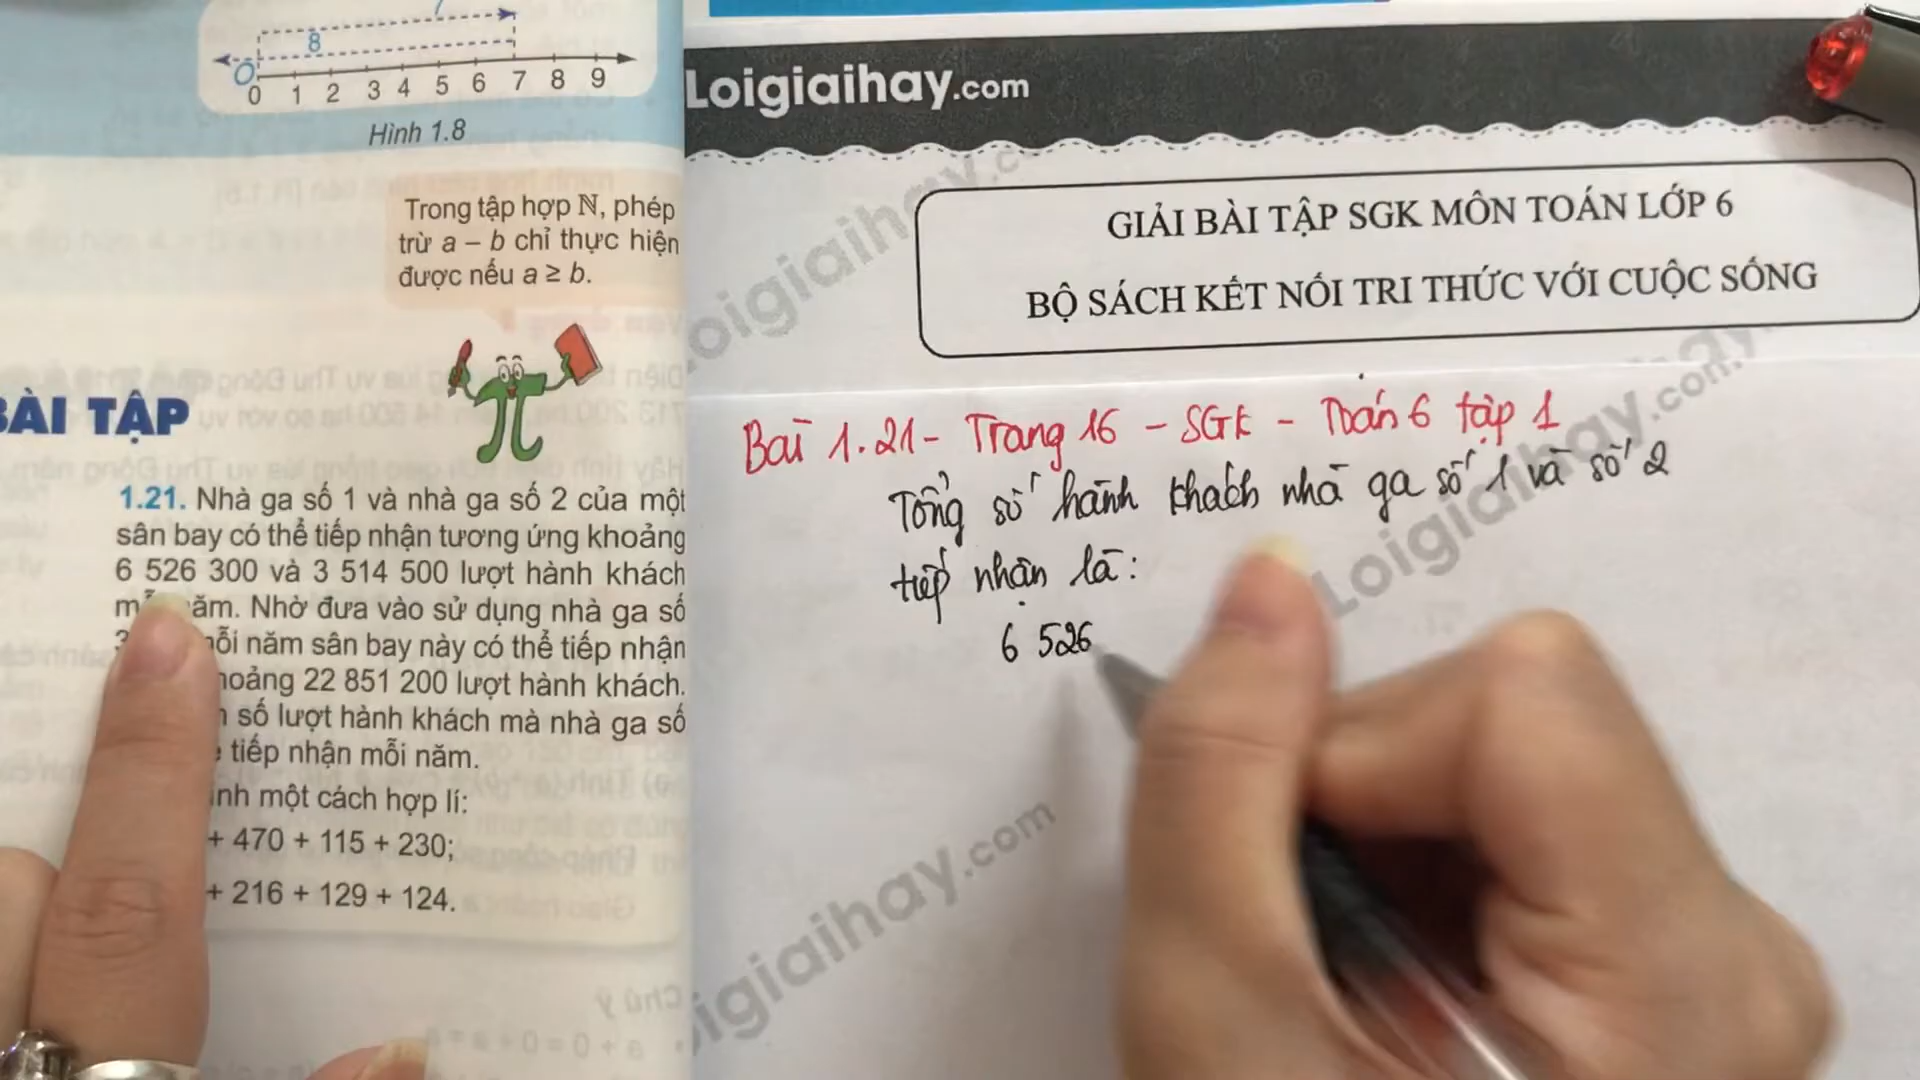 8
O
0 1 2 3 4 5 6 7 8 9
Hình 1.8
Trong tập hợp ℕ, phép
trừ a – b chỉ thực hiện
được nếu a ≥ b.
BÀI TẬP
1.21. Nhà ga số 1 và nhà ga số 2 của một
sân bay có thể tiếp nhận tương ứng khoảng
6 526 300 và 3 514 500 lượt hành khách
năm. Nhờ đưa vào sử dụng nhà ga số
năm sân bay này có thể tiếp nhận
22 851 200 lượt hành khách.
số lượt hành khách mà nhà ga số
tiếp nhận mỗi năm.
một cách hợp lí:
+ 470 + 115 + 230;
+ 216 + 129 + 124.
Loigiaihay.com
GIẢI BÀI TẬP SGK MÔN TOÁN LỚP 6
BỘ SÁCH KẾT NỐI TRI THỨC VỚI CUỘC SỐNG
Bài 1.21 - Trang 16 - SGK - Toán 6 tập 1
Tổng số hành khách nhà ga số 1 và số 2
tiếp nhận là:
6 526
Loigiaihay.com
Loigiaihay.com
loigiaihay.com